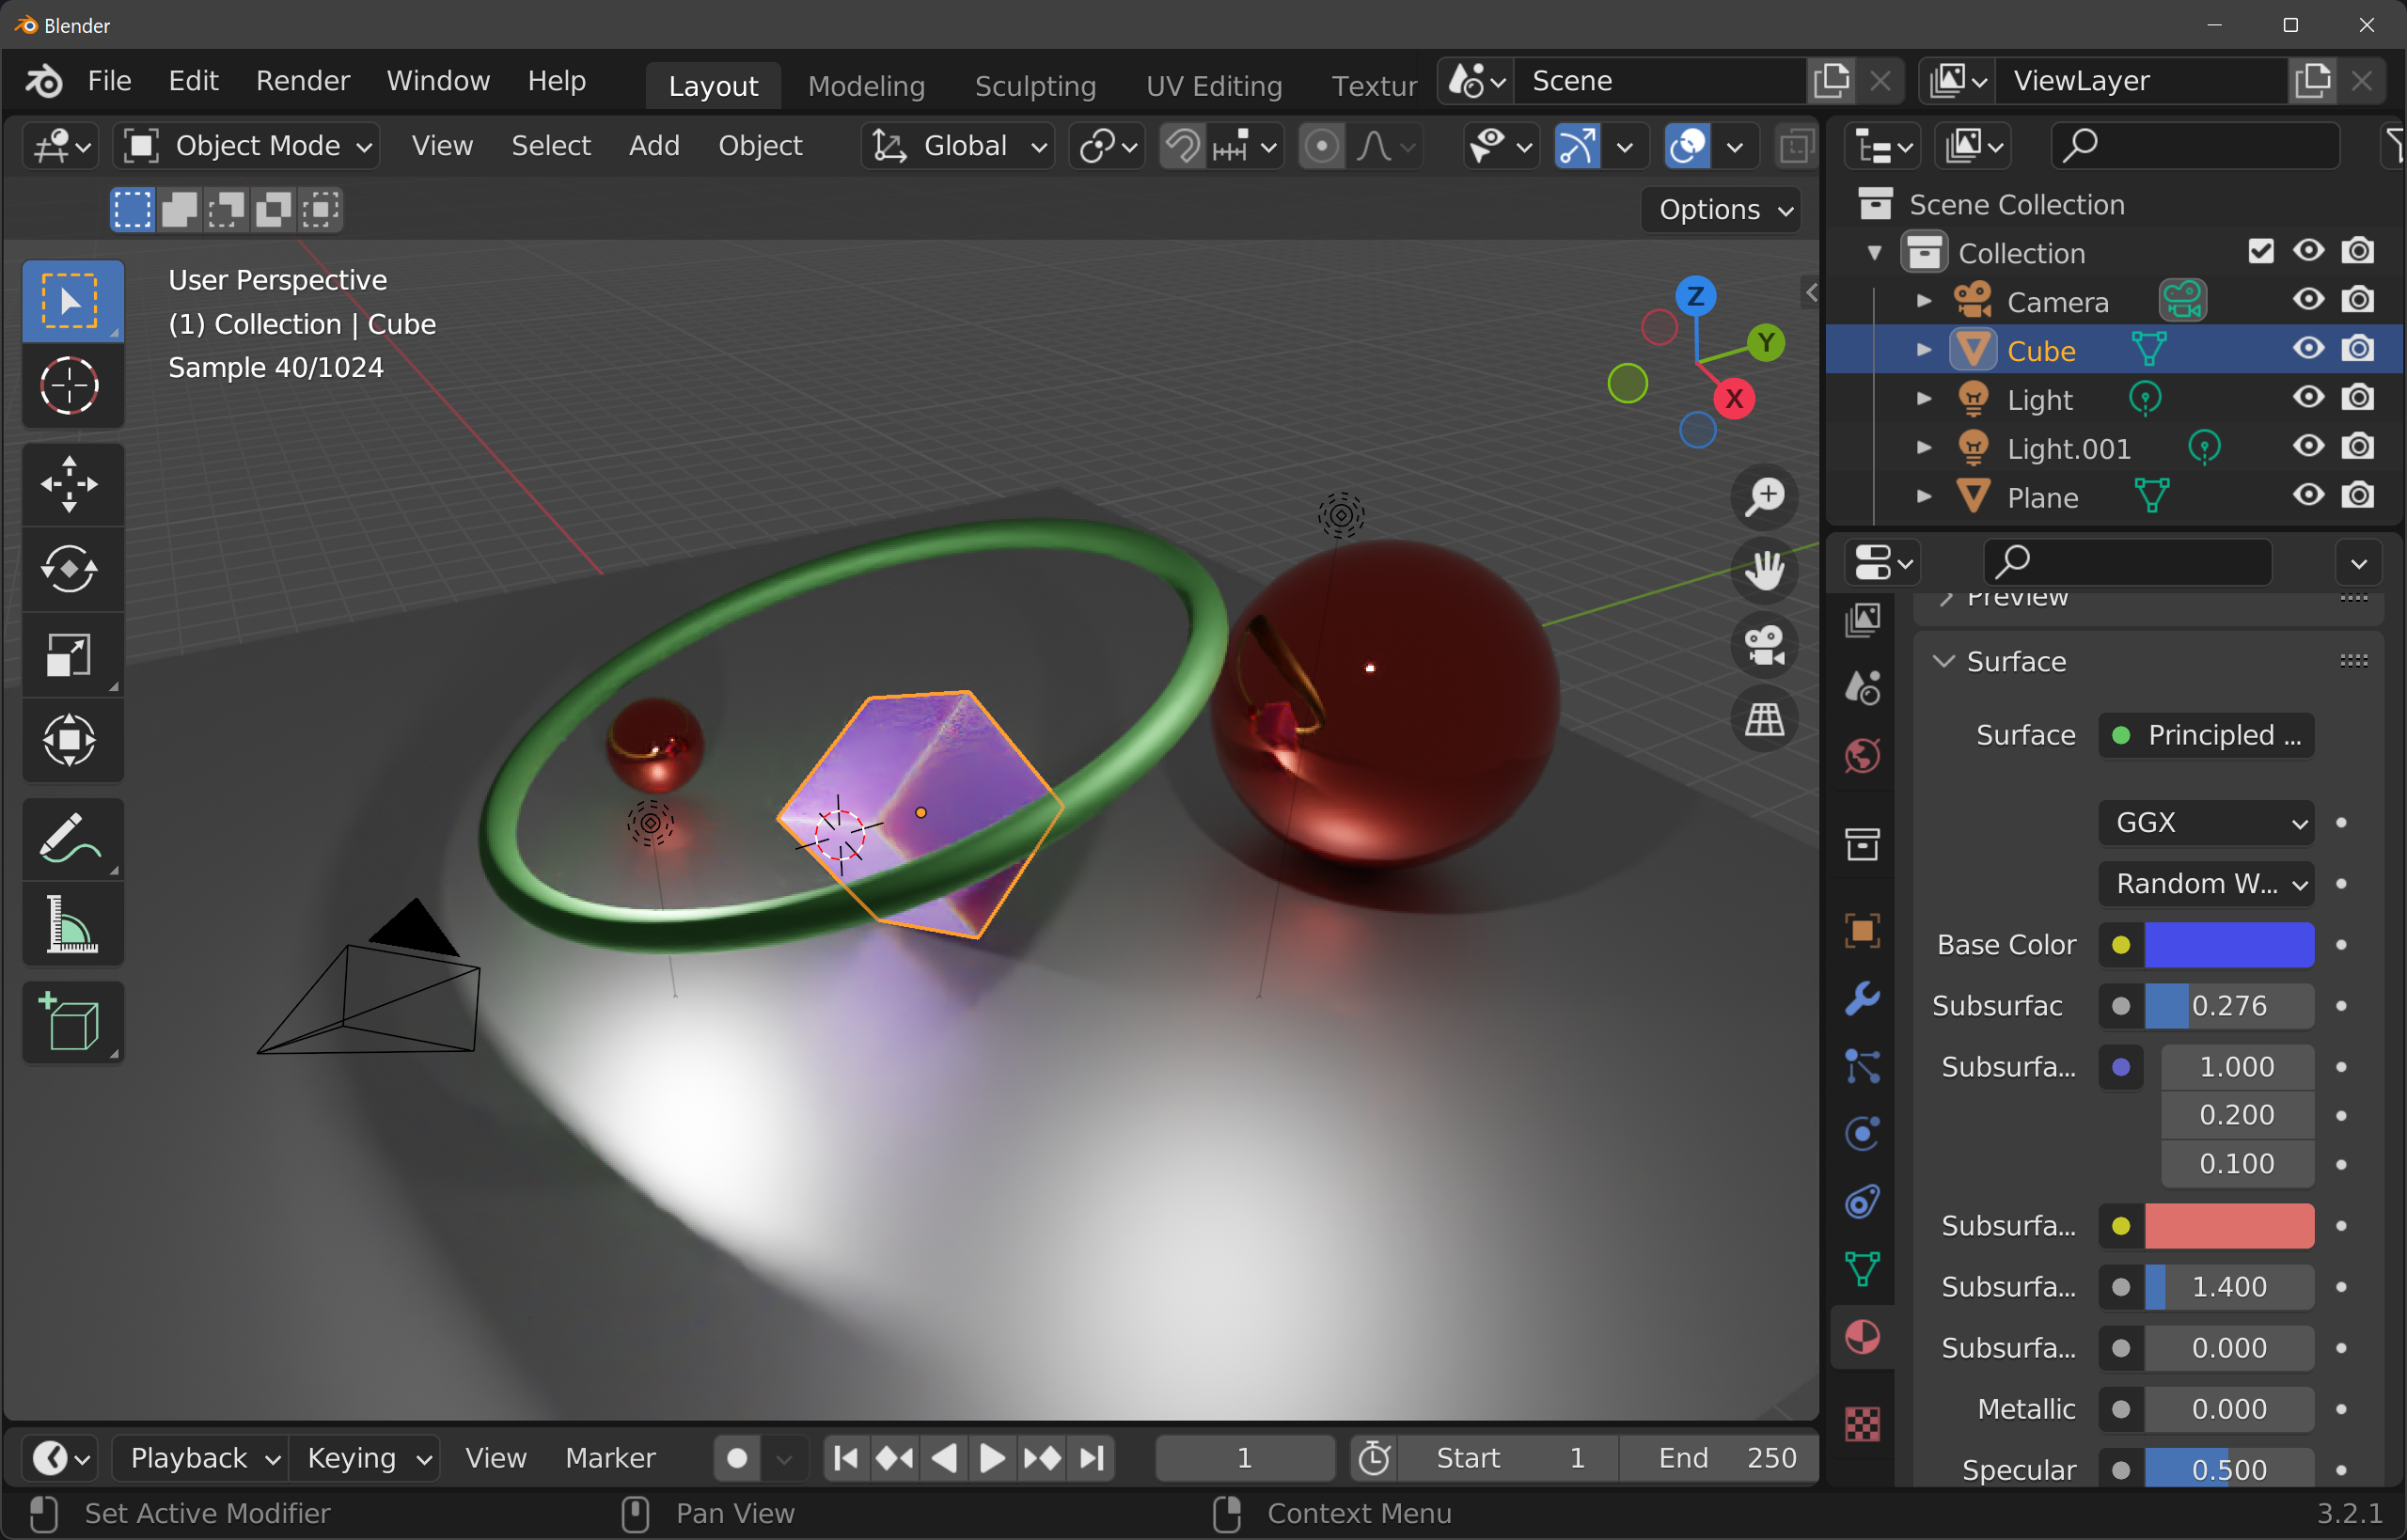 Blender
File Edit Render Window Help Layout Modeling Sculpting UV Editing Textur Scene ViewLayer
Object Mode View Select Add Object Global
Options
User Perspective
(1) Collection | Cube
Sample 40/1024
Z
Y
X
Scene Collection
Collection
Camera
Cube
Light
Light.001
Plane
Preview
Surface
Surface Principled ...
GGX
Random W...
Base Color
Subsurfac 0.276
Subsurfa... 1.000
0.200
0.100
Subsurfa...
Subsurfa... 1.400
Subsurfa... 0.000
Metallic 0.000
Specular 0.500
Playback Keying View Marker 1 Start 1 End 250
Set Active Modifier Pan View Context Menu 3.2.1